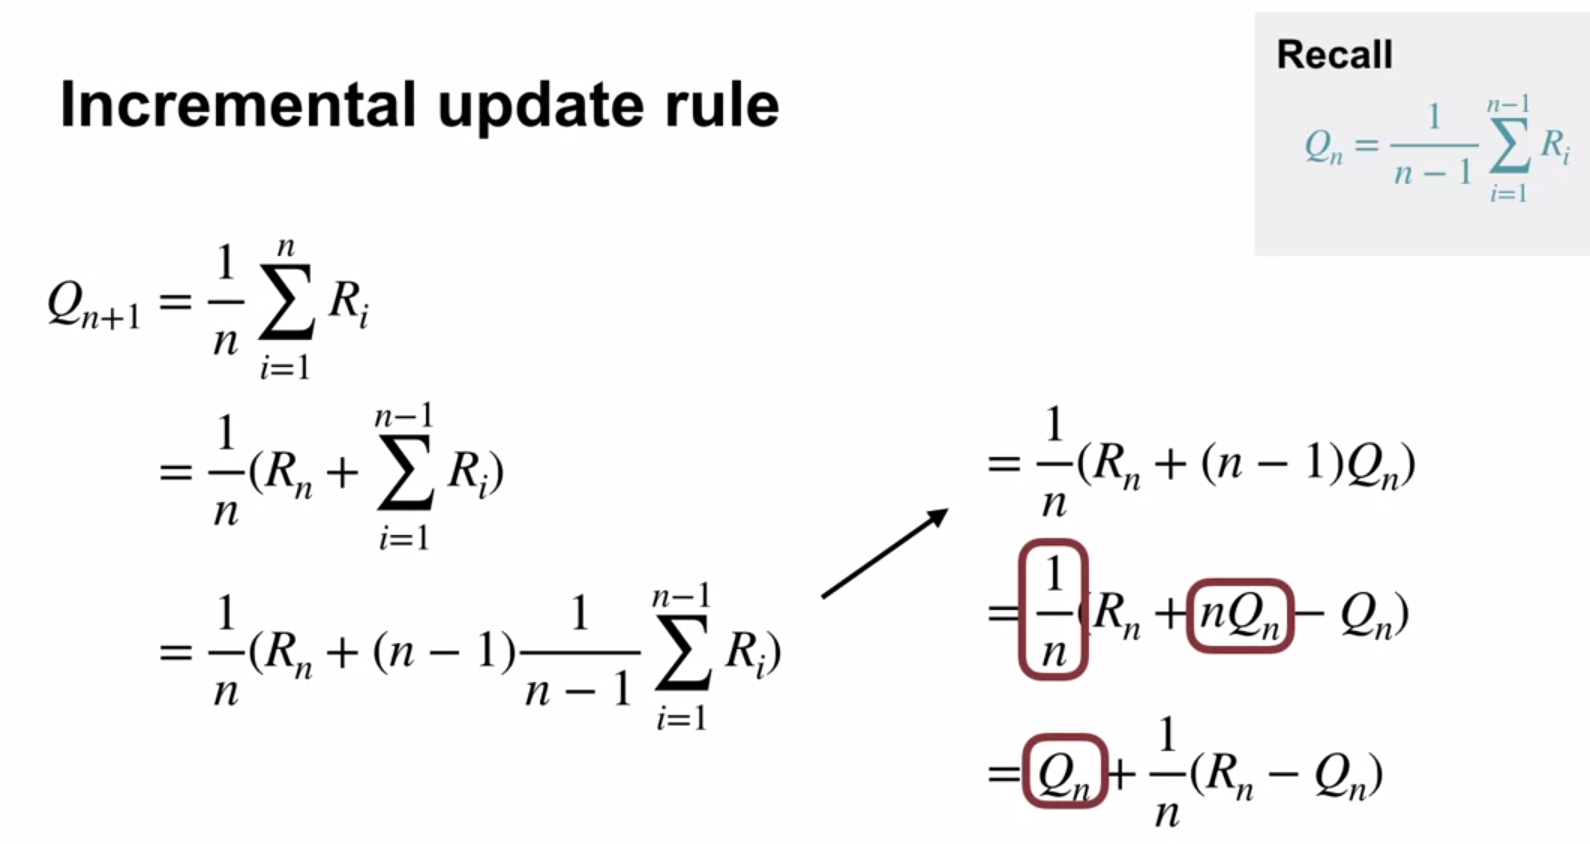 Incremental update rule
Recall
Q_n = \frac{1}{n-1} \sum_{i=1}^{n-1} R_i
Q_{n+1} = \frac{1}{n} \sum_{i=1}^{n} R_i
= \frac{1}{n}(R_n + \sum_{i=1}^{n-1} R_i)
= \frac{1}{n}(R_n + (n-1)\frac{1}{n-1} \sum_{i=1}^{n-1} R_i)
= \frac{1}{n}(R_n + (n-1)Q_n)
= \frac{1}{n}(R_n + nQ_n - Q_n)
= Q_n + \frac{1}{n}(R_n - Q_n)